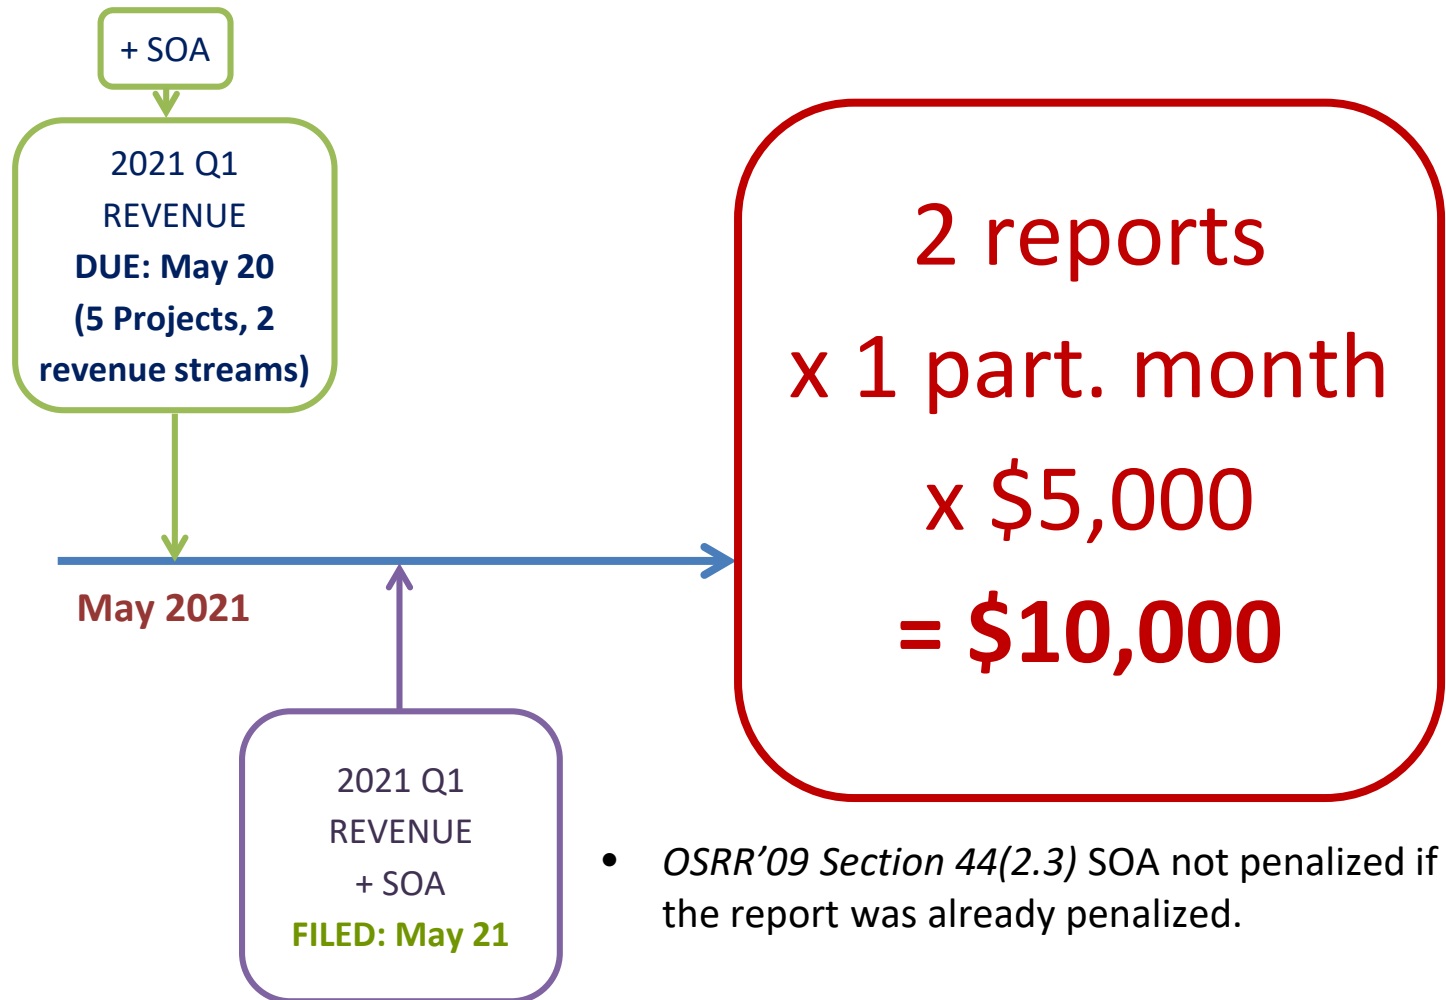 + SOA
2021 Q1
REVENUE
DUE: May 20
(5 Projects, 2
revenue streams)
May 2021
2021 Q1
REVENUE
+ SOA
FILED: May 21
2 reports
x 1 part. month
x $5,000
= $10,000
• OSRR’09 Section 44(2.3) SOA not penalized if
the report was already penalized.